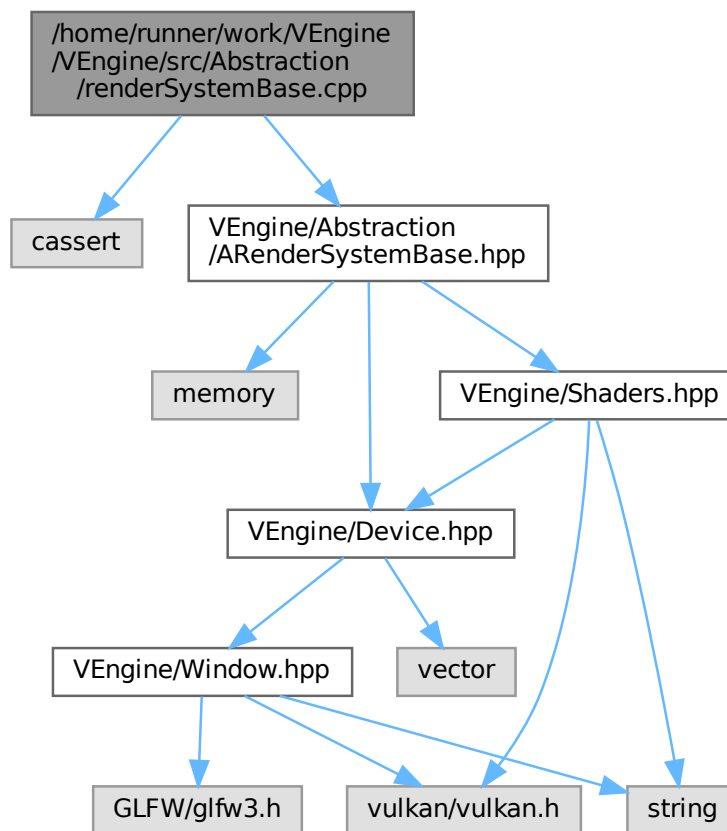 /home/runner/work/VEngine
/VEngine/src/Abstraction
/renderSystemBase.cpp
cassert
VEngine/Abstraction
/ARenderSystemBase.hpp
memory
VEngine/Shaders.hpp
VEngine/Device.hpp
VEngine/Window.hpp
vector
GLFW/glfw3.h
vulkan/vulkan.h
string